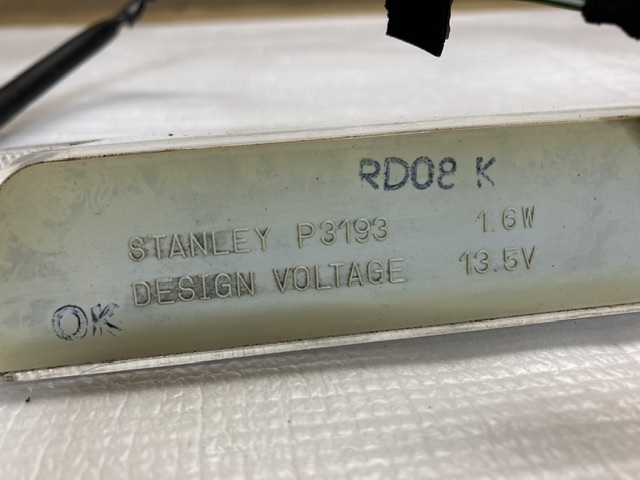 RD08 K
STANLEY P3193 1.6W
DESIGN VOLTAGE 13.5V
OK